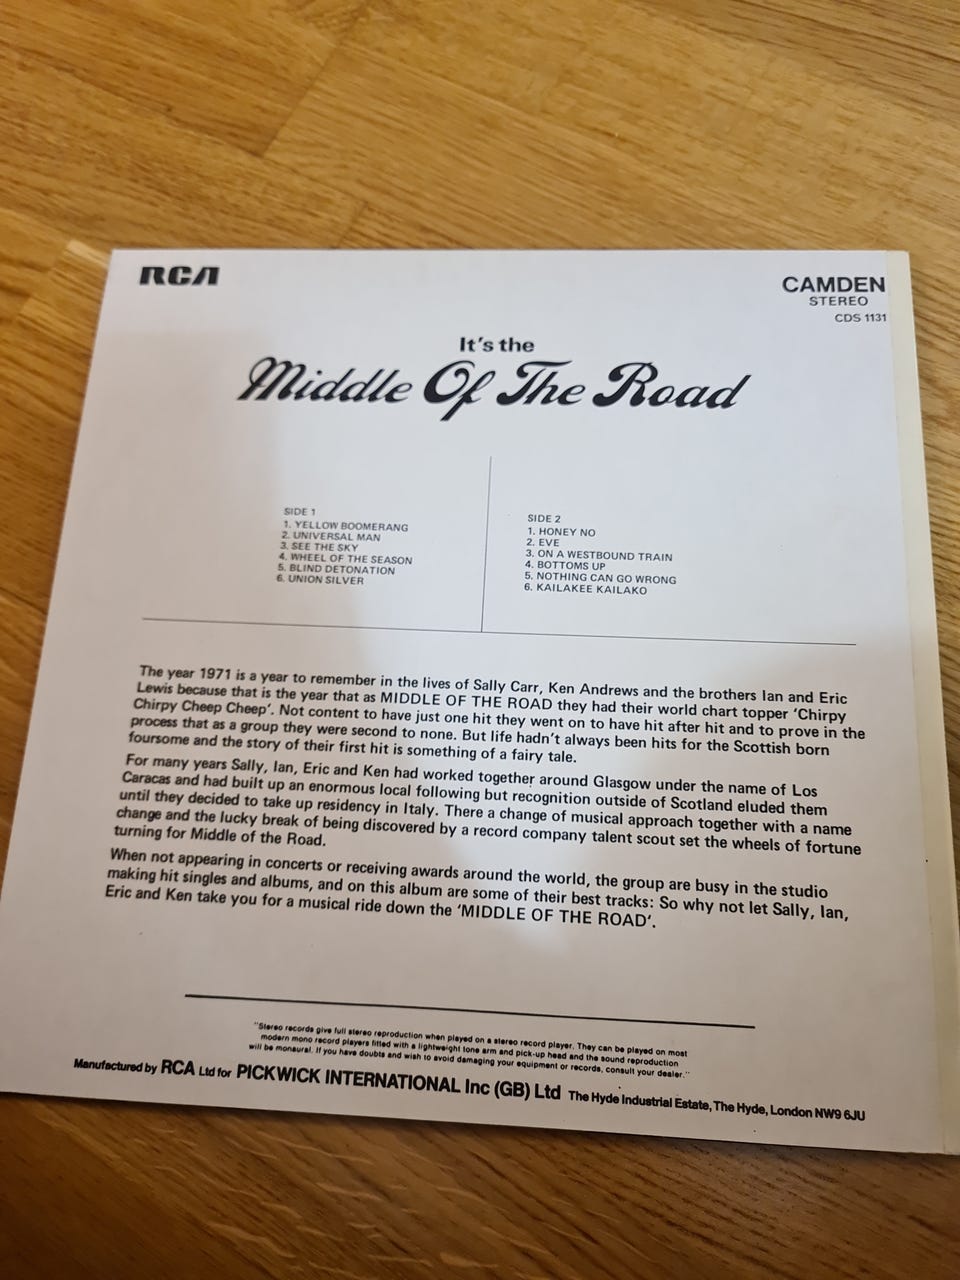 RCA
CAMDEN
STEREO
CDS 1131
It's the
Middle Of The Road
SIDE 1
1. YELLOW BOOMERANG
2. UNIVERSAL MAN
3. SEE THE SKY
4. WHEEL OF THE SEASON
5. BLIND DETONATION
6. UNION SILVER
SIDE 2
1. HONEY NO
2. EVE
3. ON A WESTBOUND TRAIN
4. BOTTOMS UP
5. NOTHING CAN GO WRONG
6. KAILAKEE KAILAKO
The year 1971 is a year to remember in the lives of Sally Carr, Ken Andrews and the brothers Ian and Eric
Lewis because that is the year that as MIDDLE OF THE ROAD they had their world chart topper 'Chirpy
Chirpy Cheep Cheep'. Not content to have just one hit they went on to have hit after hit and to prove in the
process that as a group they were second to none. But life hadn't always been hits for the Scottish born
foursome and the story of their first hit is something of a fairy tale.
For many years Sally, Ian, Eric and Ken had worked together around Glasgow under the name of Los
Caracas and had built up an enormous local following but recognition outside of Scotland eluded them
until they decided to take up residency in Italy. There a change of musical approach together with a name
change and the lucky break of being discovered by a record company talent scout set the wheels of fortune
turning for Middle of the Road.
When not appearing in concerts or receiving awards around the world, the group are busy in the studio
making hit singles and albums, and on this album are some of their best tracks: So why not let Sally, Ian,
Eric and Ken take you for a musical ride down the 'MIDDLE OF THE ROAD'.
"Stereo records give full stereo reproduction when played on a stereo record player. They can be played on most
modern mono record players fitted with a lightweight tone arm and pick-up head and the sound reproduction
will be monaural. If you have doubts and wish to avoid damaging your equipment or records, consult your dealer."
Manufactured by RCA Ltd for PICKWICK INTERNATIONAL Inc (GB) Ltd The Hyde Industrial Estate, The Hyde, London NW9 6JU